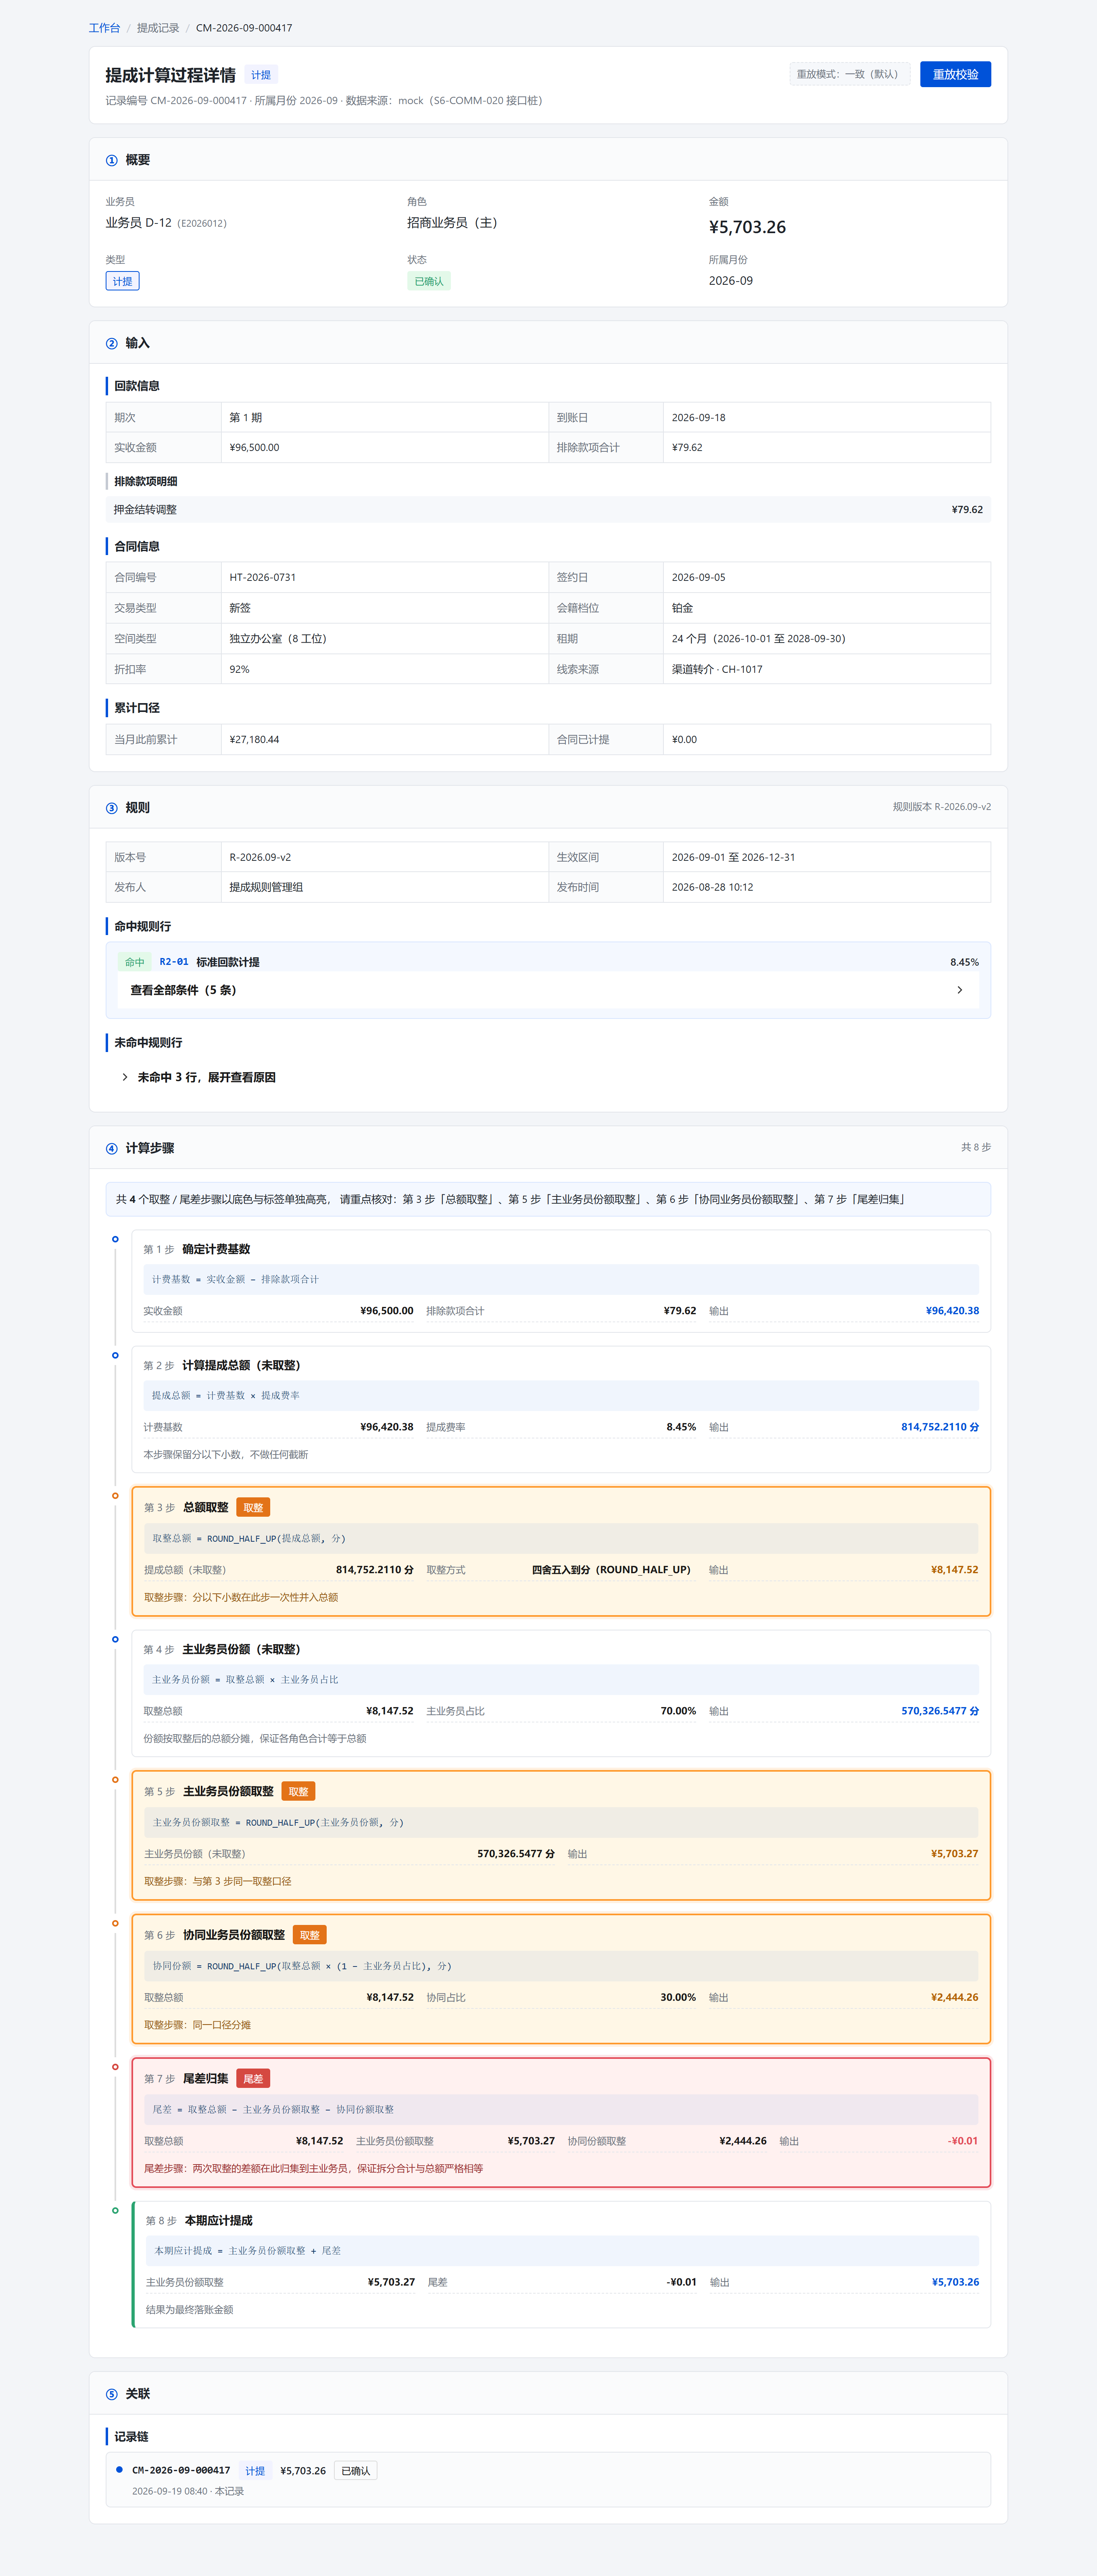 工作台 / 提成记录 / CM-2026-09-000417
提成计算过程详情 计提
重放模式：一致（默认） 重放校验
记录编号 CM-2026-09-000417 · 所属月份 2026-09 · 数据来源：mock（S6-COMM-020 接口桩）
① 概要
业务员 角色 金额
业务员 D-12（E2026012） 招商业务员（主） ¥5,703.26
类型 状态 所属月份
计提 已确认 2026-09
② 输入
回款信息
期次 第 1 期 到账日 2026-09-18
实收金额 ¥96,500.00 排除款项合计 ¥79.62
排除款项明细
押金结转调整 ¥79.62
合同信息
合同编号 HT-2026-0731 签约日 2026-09-05
交易类型 新签 会籍档位 铂金
空间类型 独立办公室（8 工位） 租期 24 个月（2026-10-01 至 2028-09-30）
折扣率 92% 线索来源 渠道转介 · CH-1017
累计口径
当月此前累计 ¥27,180.44 合同已计提 ¥0.00
③ 规则 规则版本 R-2026.09-v2
版本号 R-2026.09-v2 生效区间 2026-09-01 至 2026-12-31
发布人 提成规则管理组 发布时间 2026-08-28 10:12
命中规则行
命中 R2-01 标准回款计提 8.45%
查看全部条件（5 条）
未命中规则行
未命中 3 行，展开查看原因
④ 计算步骤 共 8 步
共 4 个取整 / 尾差步骤以底色与标签单独高亮， 请重点核对：第 3 步「总额取整」、第 5 步「主业务员份额取整」、第 6 步「协同业务员份额取整」、第 7 步「尾差归集」
第 1 步 确定计费基数
计费基数 = 实收金额 − 排除款项合计
实收金额 ¥96,500.00 排除款项合计 ¥79.62 输出 ¥96,420.38
第 2 步 计算提成总额（未取整）
提成总额 = 计费基数 × 提成费率
计费基数 ¥96,420.38 提成费率 8.45% 输出 814,752.2110 分
本步骤保留分以下小数，不做任何截断
第 3 步 总额取整 取整
取整总额 = ROUND_HALF_UP(提成总额, 分)
提成总额（未取整） 814,752.2110 分 取整方式 四舍五入到分（ROUND_HALF_UP） 输出 ¥8,147.52
取整步骤：分以下小数在此步一次性并入总额
第 4 步 主业务员份额（未取整）
主业务员份额 = 取整总额 × 主业务员占比
取整总额 ¥8,147.52 主业务员占比 70.00% 输出 570,326.5477 分
份额按取整后的总额分摊，保证各角色合计等于总额
第 5 步 主业务员份额取整 取整
主业务员份额取整 = ROUND_HALF_UP(主业务员份额, 分)
主业务员份额（未取整） 570,326.5477 分 输出 ¥5,703.27
取整步骤：与第 3 步同一取整口径
第 6 步 协同业务员份额取整 取整
协同份额 = ROUND_HALF_UP(取整总额 × (1 − 主业务员占比), 分)
取整总额 ¥8,147.52 协同占比 30.00% 输出 ¥2,444.26
取整步骤：同一口径分摊
第 7 步 尾差归集 尾差
尾差 = 取整总额 − 主业务员份额取整 − 协同份额取整
取整总额 ¥8,147.52 主业务员份额取整 ¥5,703.27 协同份额取整 ¥2,444.26 输出 -¥0.01
尾差步骤：两次取整的差额在此归集到主业务员，保证拆分合计与总额严格相等
第 8 步 本期应计提成
本期应计提成 = 主业务员份额取整 + 尾差
主业务员份额取整 ¥5,703.27 尾差 -¥0.01 输出 ¥5,703.26
结果为最终落账金额
⑤ 关联
记录链
CM-2026-09-000417 计提 ¥5,703.26 已确认
2026-09-19 08:40 · 本记录